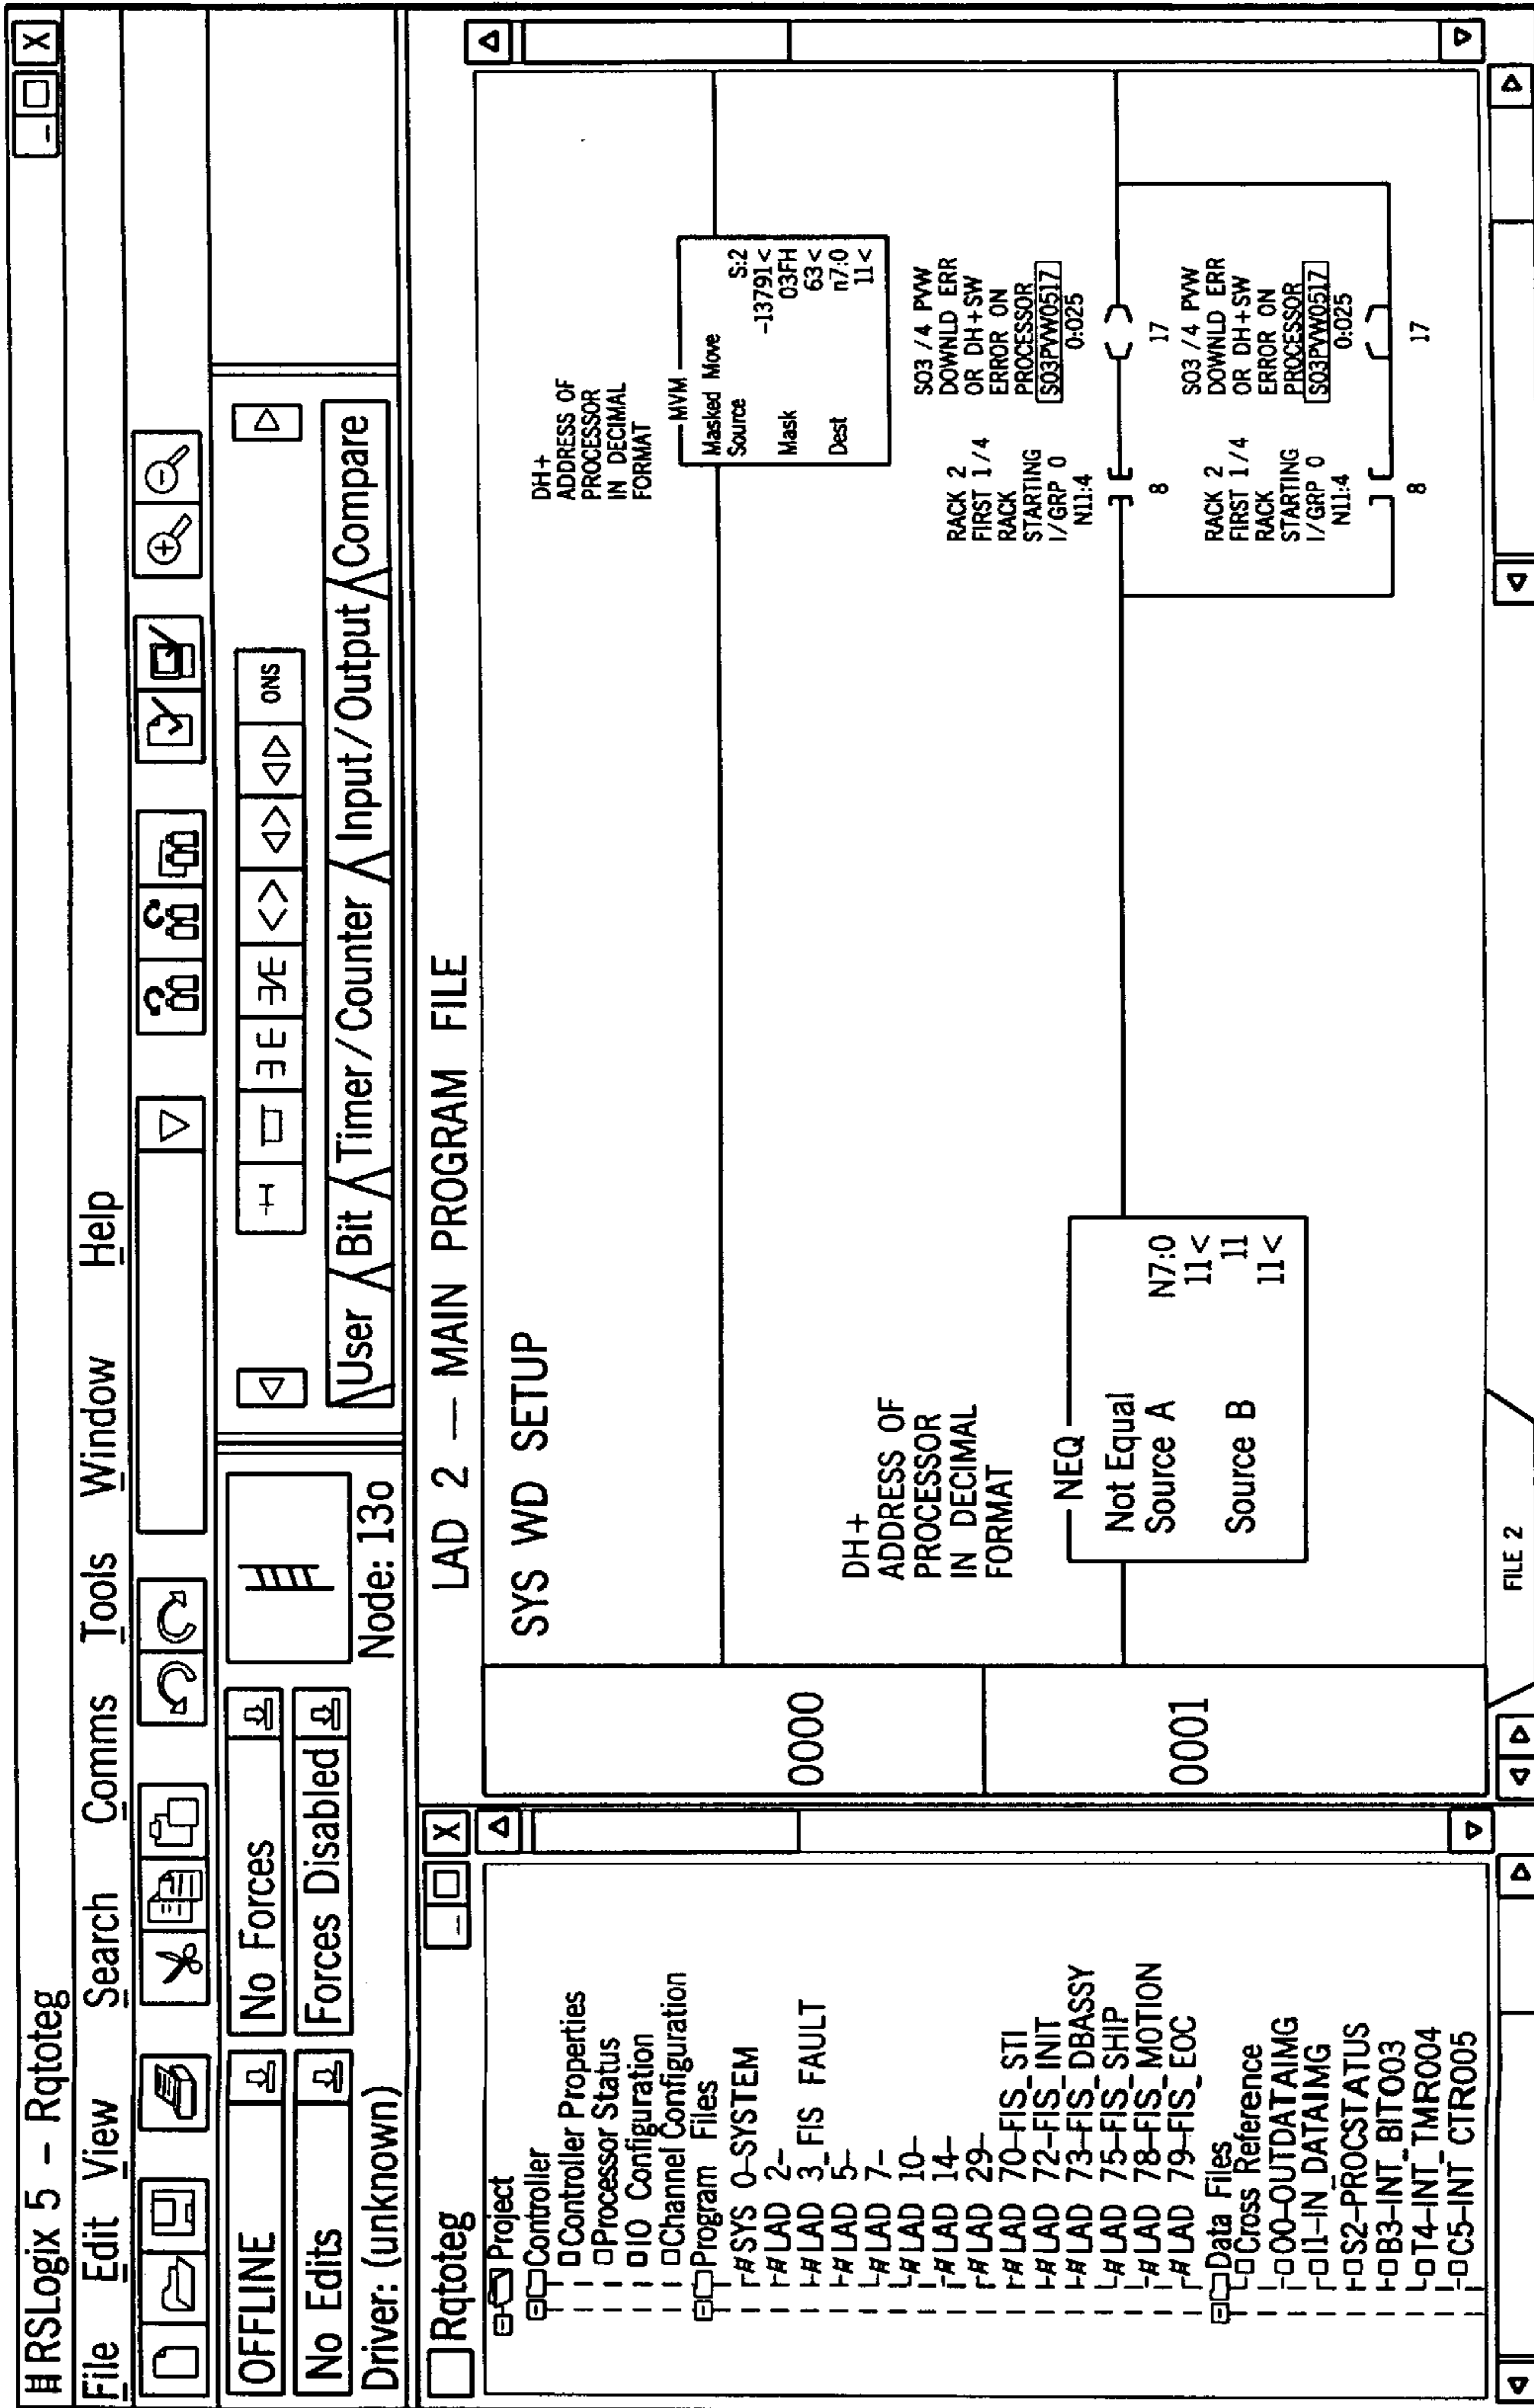 RSLogix 5 - Rqtoteg
File Edit View Search Comms Tools Window Help
OFFLINE
No Forces
No Edits
Forces Disabled
Driver: (unknown)
Node: 13o
ONS
User Bit Timer/Counter Input/Output Compare
Rqtoteg
Project
Controller
Controller Properties
Processor Status
IO Configuration
Channel Configuration
Program Files
SYS 0-SYSTEM
LAD 2-
LAD 3_FIS FAULT
LAD 5-
LAD 7-
LAD 10-
LAD 14-
LAD 29-
LAD 70-FIS_STI
LAD 72-FIS_INIT
LAD 73-FIS_DBASSY
LAD 75-FIS_SHIP
LAD 78-FIS_MOTION
LAD 79-FIS_EOC
Data Files
Cross Reference
OO-OUTDATAIMG
I1-IN_DATAIMG
S2-PROCSTATUS
B3-INT_BITO03
T4-INT_TMR004
C5-INT_CTR005
LAD 2 — MAIN PROGRAM FILE
SYS WD SETUP
0000
DH+
ADDRESS OF
PROCESSOR
IN DECIMAL
FORMAT
MVM
Masked Move
Source S:2
-13791<
Mask 03FH
63<
Dest n7:0
11<
0001
DH+
ADDRESS OF
PROCESSOR
IN DECIMAL
FORMAT
NEQ
Not Equal
Source A N7:0
11<
Source B 11
11<
RACK 2
FIRST 1/4
RACK
STARTING
I/GRP 0
N11:4
8
S03/4 PVW
DOWNLD ERR
OR DH+SW
ERROR ON
PROCESSOR
S03PVW0517
0:025
17
RACK 2
FIRST 1/4
RACK
STARTING
I/GRP 0
N11:4
8
S03/4 PVW
DOWNLD ERR
OR DH+SW
ERROR ON
PROCESSOR
S03PVW0517
0:025
17
FILE 2